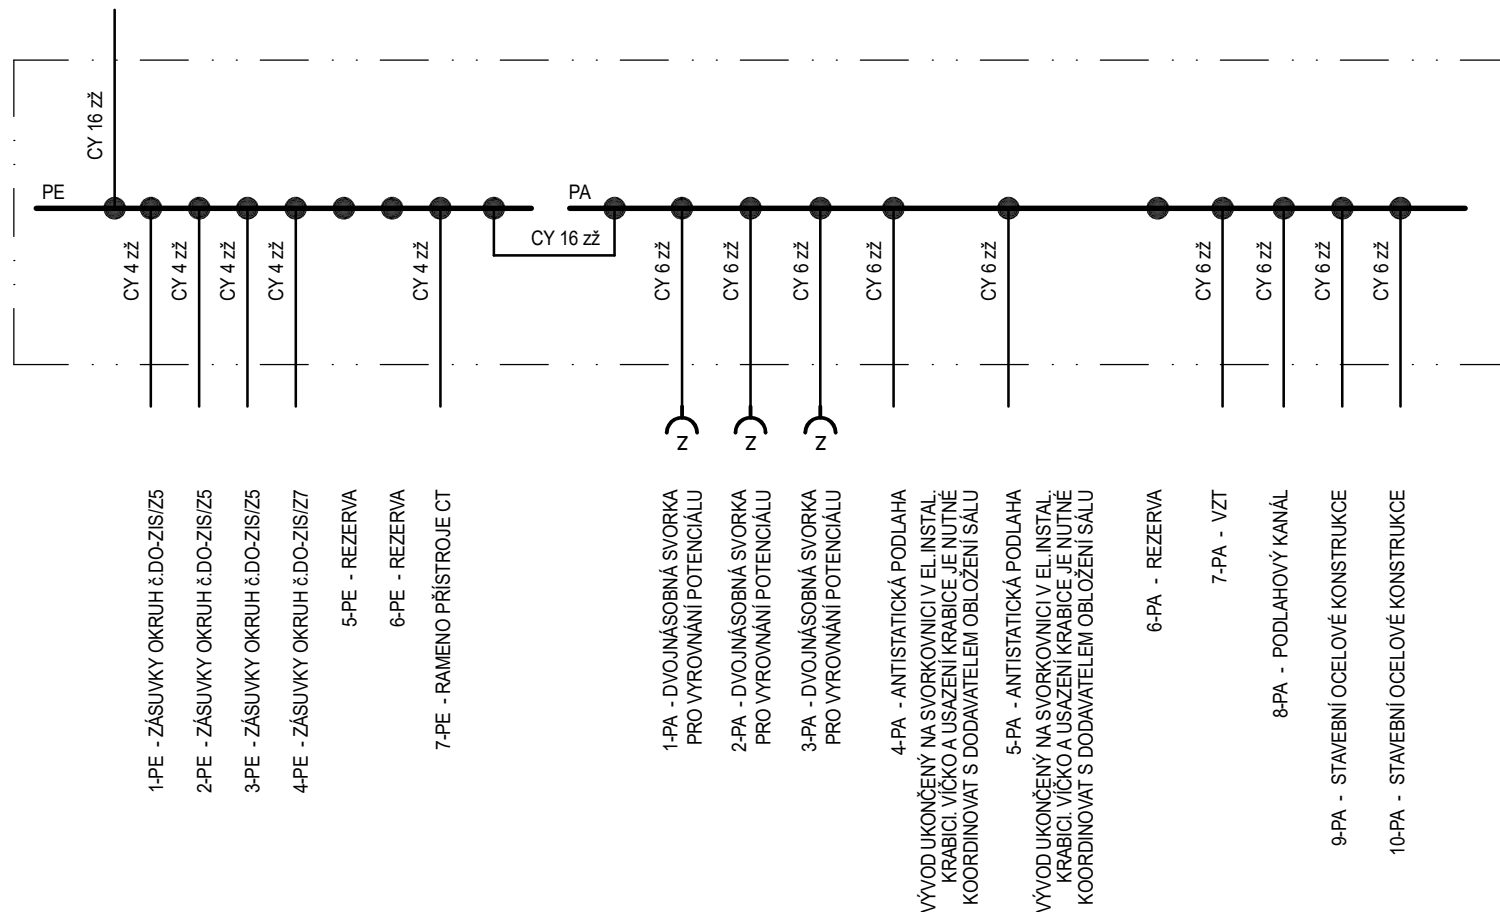 CY 16 zž
PE
PA
CY 16 zž
CY 4 zž
CY 4 zž
CY 4 zž
CY 4 zž
CY 4 zž
CY 6 zž
CY 6 zž
CY 6 zž
CY 6 zž
CY 6 zž
CY 6 zž
CY 6 zž
CY 6 zž
CY 6 zž
Z
Z
Z
1-PE - ZÁSUVKY OKRUH č.DO-ZIS/Z5
2-PE - ZÁSUVKY OKRUH č.DO-ZIS/Z5
3-PE - ZÁSUVKY OKRUH č.DO-ZIS/Z5
4-PE - ZÁSUVKY OKRUH č.DO-ZIS/Z7
5-PE - REZERVA
6-PE - REZERVA
7-PE - RAMENO PŘÍSTROJE CT
1-PA - DVOJNÁSOBNÁ SVORKA
PRO VYROVNÁNÍ POTENCIÁLU
2-PA - DVOJNÁSOBNÁ SVORKA
PRO VYROVNÁNÍ POTENCIÁLU
3-PA - DVOJNÁSOBNÁ SVORKA
PRO VYROVNÁNÍ POTENCIÁLU
4-PA - ANTISTATICKÁ PODLAHA
VÝVOD UKONČENÝ NA SVORKOVNICI V EL.INSTAL.
KRABICI. VÍČKO A USAZENÍ KRABICE JE NUTNÉ
KOORDINOVAT S DODAVATELEM OBLOŽENÍ SÁLU
5-PA - ANTISTATICKÁ PODLAHA
VÝVOD UKONČENÝ NA SVORKOVNICI V EL.INSTAL.
KRABICI. VÍČKO A USAZENÍ KRABICE JE NUTNÉ
KOORDINOVAT S DODAVATELEM OBLOŽENÍ SÁLU
6-PA - REZERVA
7-PA - VZT
8-PA - PODLAHOVÝ KANÁL
9-PA - STAVEBNÍ OCELOVÉ KONSTRUKCE
10-PA - STAVEBNÍ OCELOVÉ KONSTRUKCE